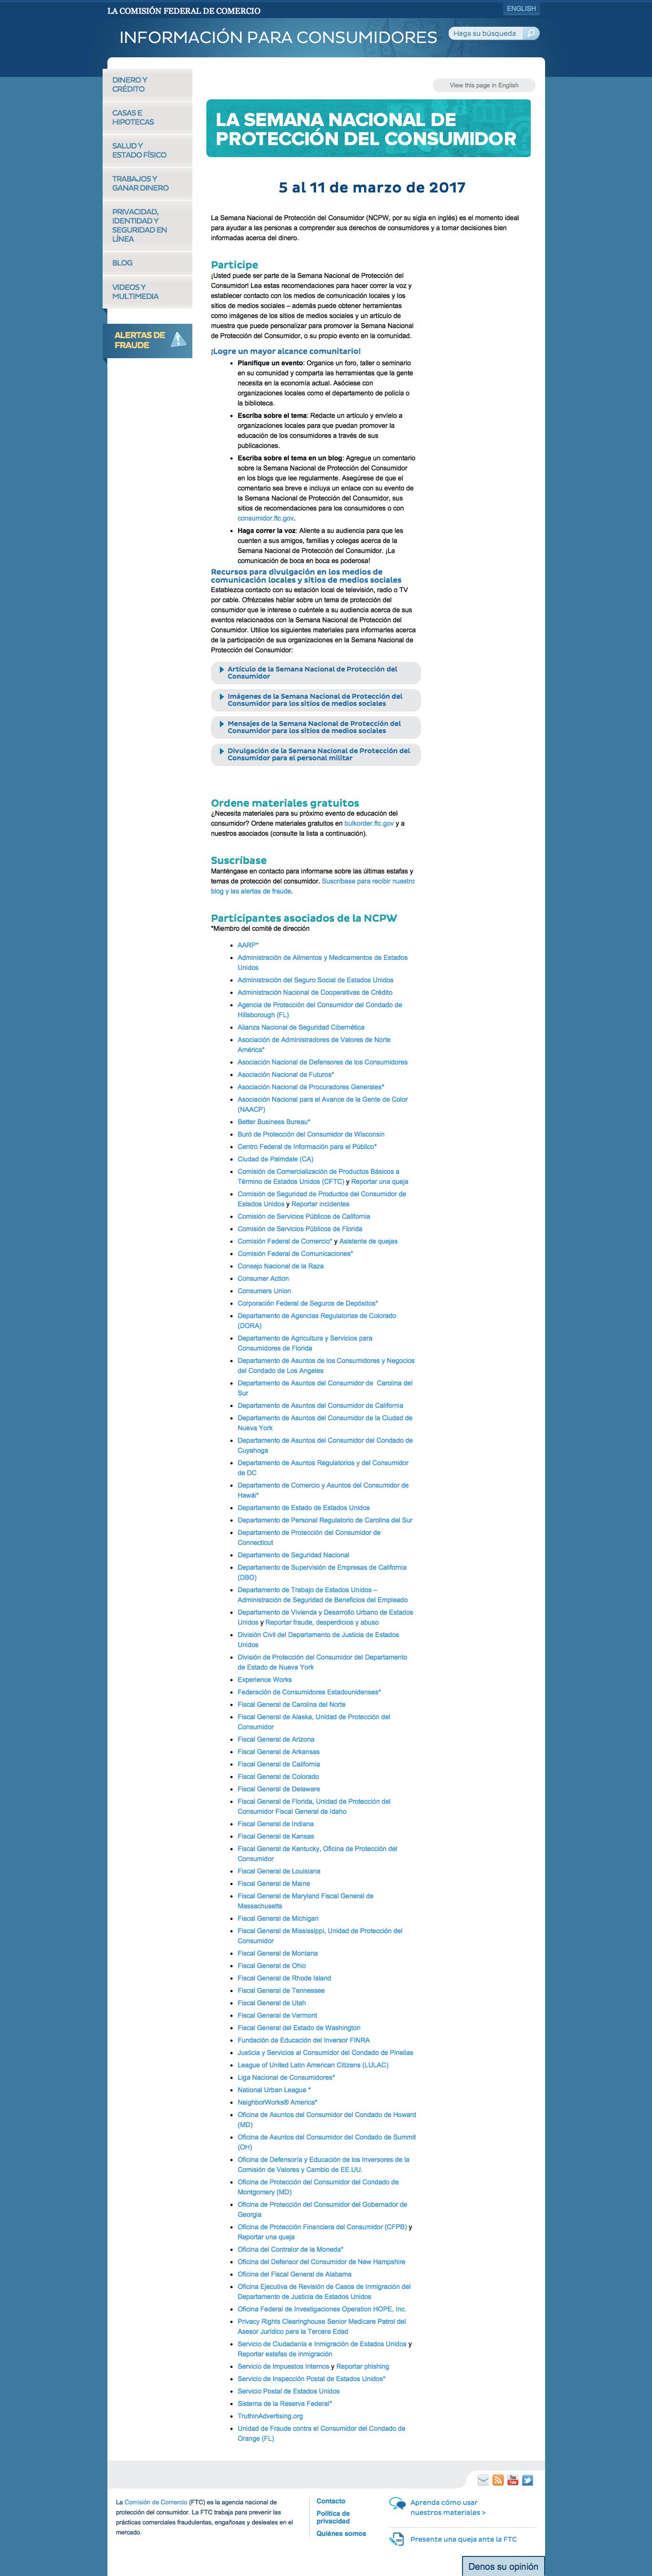 LA COMISIÓN FEDERAL DE COMERCIO
ENGLISH
INFORMACIÓN PARA CONSUMIDORES
Haga su búsqueda
DINERO Y
CRÉDITO
CASAS E
HIPOTECAS
SALUD Y
ESTADO FÍSICO
TRABAJOS Y
GANAR DINERO
PRIVACIDAD,
IDENTIDAD Y
SEGURIDAD EN
LÍNEA
BLOG
VIDEOS Y
MULTIMEDIA
ALERTAS DE
FRAUDE
View this page in English
LA SEMANA NACIONAL DE
PROTECCIÓN DEL CONSUMIDOR
5 al 11 de marzo de 2017
La Semana Nacional de Protección del Consumidor (NCPW, por su sigla en inglés) es el momento ideal
para ayudar a las personas a comprender sus derechos de consumidores y a tomar decisiones bien
informadas acerca del dinero.
Participe
¡Usted puede ser parte de la Semana Nacional de Protección del
Consumidor! Lea estas recomendaciones para hacer correr la voz y
establecer contacto con los medios de comunicación locales y los
sitios de medios sociales – además puede obtener herramientas
como imágenes de los sitios de medios sociales y un artículo de
muestra que puede personalizar para promover la Semana Nacional
de Protección del Consumidor, o su propio evento en la comunidad.
¡Logre un mayor alcance comunitario!
• Planifique un evento: Organice un foro, taller o seminario
en su comunidad y comparta las herramientas que la gente
necesita en la economía actual. Asóciese con
organizaciones locales como el departamento de policía o
la biblioteca.
• Escriba sobre el tema: Redacte un artículo y envíelo a
organizaciones locales para que puedan promover la
educación de los consumidores a través de sus
publicaciones.
• Escriba sobre el tema en un blog: Agregue un comentario
sobre la Semana Nacional de Protección del Consumidor
en los blogs que lee regularmente. Asegúrese de que el
comentario sea breve e incluya un enlace con su evento de
la Semana Nacional de Protección del Consumidor, sus
sitios de recomendaciones para los consumidores o con
consumidor.ftc.gov.
• Haga correr la voz: Aliente a su audiencia para que les
cuenten a sus amigos, familias y colegas acerca de la
Semana Nacional de Protección del Consumidor. ¡La
comunicación de boca en boca es poderosa!
Recursos para divulgación en los medios de
comunicación locales y sitios de medios sociales
Establezca contacto con su estación local de televisión, radio o TV
por cable. Ofrézcales hablar sobre un tema de protección del
consumidor que le interese o cuéntele a su audiencia acerca de sus
eventos relacionados con la Semana Nacional de Protección del
Consumidor. Utilice los siguientes materiales para informarles acerca
de la participación de sus organizaciones en la Semana Nacional de
Protección del Consumidor:
Artículo de la Semana Nacional de Protección del
Consumidor
Imágenes de la Semana Nacional de Protección del
Consumidor para los sitios de medios sociales
Mensajes de la Semana Nacional de Protección del
Consumidor para los sitios de medios sociales
Divulgación de la Semana Nacional de Protección del
Consumidor para el personal militar
Ordene materiales gratuitos
¿Necesita materiales para su próximo evento de educación del
consumidor? Ordene materiales gratuitos en bulkorder.ftc.gov y a
nuestros asociados (consulte la lista a continuación).
Suscríbase
Manténgase en contacto para informarse sobre las últimas estafas y
temas de protección del consumidor. Suscríbase para recibir nuestro
blog y las alertas de fraude.
Participantes asociados de la NCPW
*Miembro del comité de dirección
• AARP*
• Administración de Alimentos y Medicamentos de Estados
Unidos
• Administración del Seguro Social de Estados Unidos
• Administración Nacional de Cooperativas de Crédito
• Agencia de Protección del Consumidor del Condado de
Hillsborough (FL)
• Alianza Nacional de Seguridad Cibernética
• Asociación de Administradores de Valores de Norte
América*
• Asociación Nacional de Defensores de los Consumidores
• Asociación Nacional de Futuros*
• Asociación Nacional de Procuradores Generales*
• Asociación Nacional para el Avance de la Gente de Color
(NAACP)
• Better Business Bureau*
• Buró de Protección del Consumidor de Wisconsin
• Centro Federal de Información para el Público*
• Ciudad de Palmdale (CA)
• Comisión de Comercialización de Productos Básicos a
Término de Estados Unidos (CFTC) y Reportar una queja
• Comisión de Seguridad de Productos del Consumidor de
Estados Unidos y Reportar incidentes
• Comisión de Servicios Públicos de California
• Comisión de Servicios Públicos de Florida
• Comisión Federal de Comercio* y Asistente de quejas
• Comisión Federal de Comunicaciones*
• Consejo Nacional de la Raza
• Consumer Action
• Consumers Union
• Corporación Federal de Seguros de Depósitos*
• Departamento de Agencias Regulatorias de Colorado
(DORA)
• Departamento de Agricultura y Servicios para
Consumidores de Florida
• Departamento de Asuntos de los Consumidores y Negocios
del Condado de Los Angeles
• Departamento de Asuntos del Consumidor de  Carolina del
Sur
• Departamento de Asuntos del Consumidor de California
• Departamento de Asuntos del Consumidor de la Ciudad de
Nueva York
• Departamento de Asuntos del Consumidor del Condado de
Cuyahoga
• Departamento de Asuntos Regulatorios y del Consumidor
de DC
• Departamento de Comercio y Asuntos del Consumidor de
Hawái*
• Departamento de Estado de Estados Unidos
• Departamento de Personal Regulatorio de Carolina del Sur
• Departamento de Protección del Consumidor de
Connecticut
• Departamento de Seguridad Nacional
• Departamento de Supervisión de Empresas de California
(DBO)
• Departamento de Trabajo de Estados Unidos –
Administración de Seguridad de Beneficios del Empleado
• Departamento de Vivienda y Desarrollo Urbano de Estados
Unidos y Reportar fraude, desperdicios y abuso
• División Civil del Departamento de Justicia de Estados
Unidos
• División de Protección del Consumidor del Departamento
de Estado de Nueva York
• Experience Works
• Federación de Consumidores Estadounidenses*
• Fiscal General de Carolina del Norte
• Fiscal General de Alaska, Unidad de Protección del
Consumidor
• Fiscal General de Arizona
• Fiscal General de Arkansas
• Fiscal General de California
• Fiscal General de Colorado
• Fiscal General de Delaware
• Fiscal General de Florida, Unidad de Protección del
Consumidor Fiscal General de Idaho
• Fiscal General de Indiana
• Fiscal General de Kansas
• Fiscal General de Kentucky, Oficina de Protección del
Consumidor
• Fiscal General de Louisiana
• Fiscal General de Maine
• Fiscal General de Maryland Fiscal General de
Massachusetts
• Fiscal General de Michigan
• Fiscal General de Mississippi, Unidad de Protección del
Consumidor
• Fiscal General de Montana
• Fiscal General de Ohio
• Fiscal General de Rhode Island
• Fiscal General de Tennessee
• Fiscal General de Utah
• Fiscal General de Vermont
• Fiscal General del Estado de Washington
• Fundación de Educación del Inversor FINRA
• Justicia y Servicios al Consumidor del Condado de Pinellas
• League of United Latin American Citizens (LULAC)
• Liga Nacional de Consumidores*
• National Urban League *
• NeighborWorks® America*
• Oficina de Asuntos del Consumidor del Condado de Howard
(MD)
• Oficina de Asuntos del Consumidor del Condado de Summit
(OH)
• Oficina de Defensoría y Educación de los Inversores de la
Comisión de Valores y Cambio de EE.UU.
• Oficina de Protección del Consumidor del Condado de
Montgomery (MD)
• Oficina de Protección del Consumidor del Gobernador de
Georgia
• Oficina de Protección Financiera del Consumidor (CFPB) y
Reportar una queja
• Oficina del Contralor de la Moneda*
• Oficina del Defensor del Consumidor de New Hampshire
• Oficina del Fiscal General de Alabama
• Oficina Ejecutiva de Revisión de Casos de Inmigración del
Departamento de Justicia de Estados Unidos
• Oficina Federal de Investigaciones Operation HOPE, Inc.
• Privacy Rights Clearinghouse Senior Medicare Patrol del
Asesor Jurídico para la Tercera Edad
• Servicio de Ciudadanía e Inmigración de Estados Unidos y
Reportar estafas de inmigración
• Servicio de Impuestos Internos y Reportar phishing
• Servicio de Inspección Postal de Estados Unidos*
• Servicio Postal de Estados Unidos
• Sistema de la Reserva Federal*
• TruthinAdvertising.org
• Unidad de Fraude contra el Consumidor del Condado de
Orange (FL)
You
Tube
La Comisión de Comercio (FTC) es la agencia nacional de
protección del consumidor. La FTC trabaja para prevenir las
prácticas comerciales fraudulentas, engañosas y desleales en el
mercado.
Contacto
Política de
privacidad
Quiénes somos
Aprenda cómo usar
nuestros materiales >
Presente una queja ante la FTC
Denos su opinión